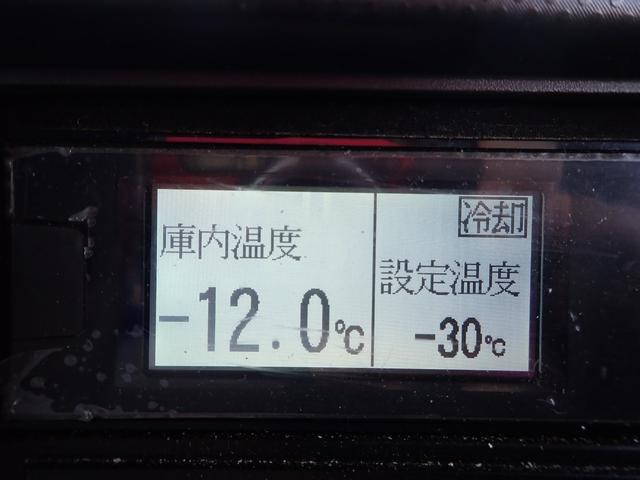 庫内温度
-12.0℃
冷却
設定温度
-30℃